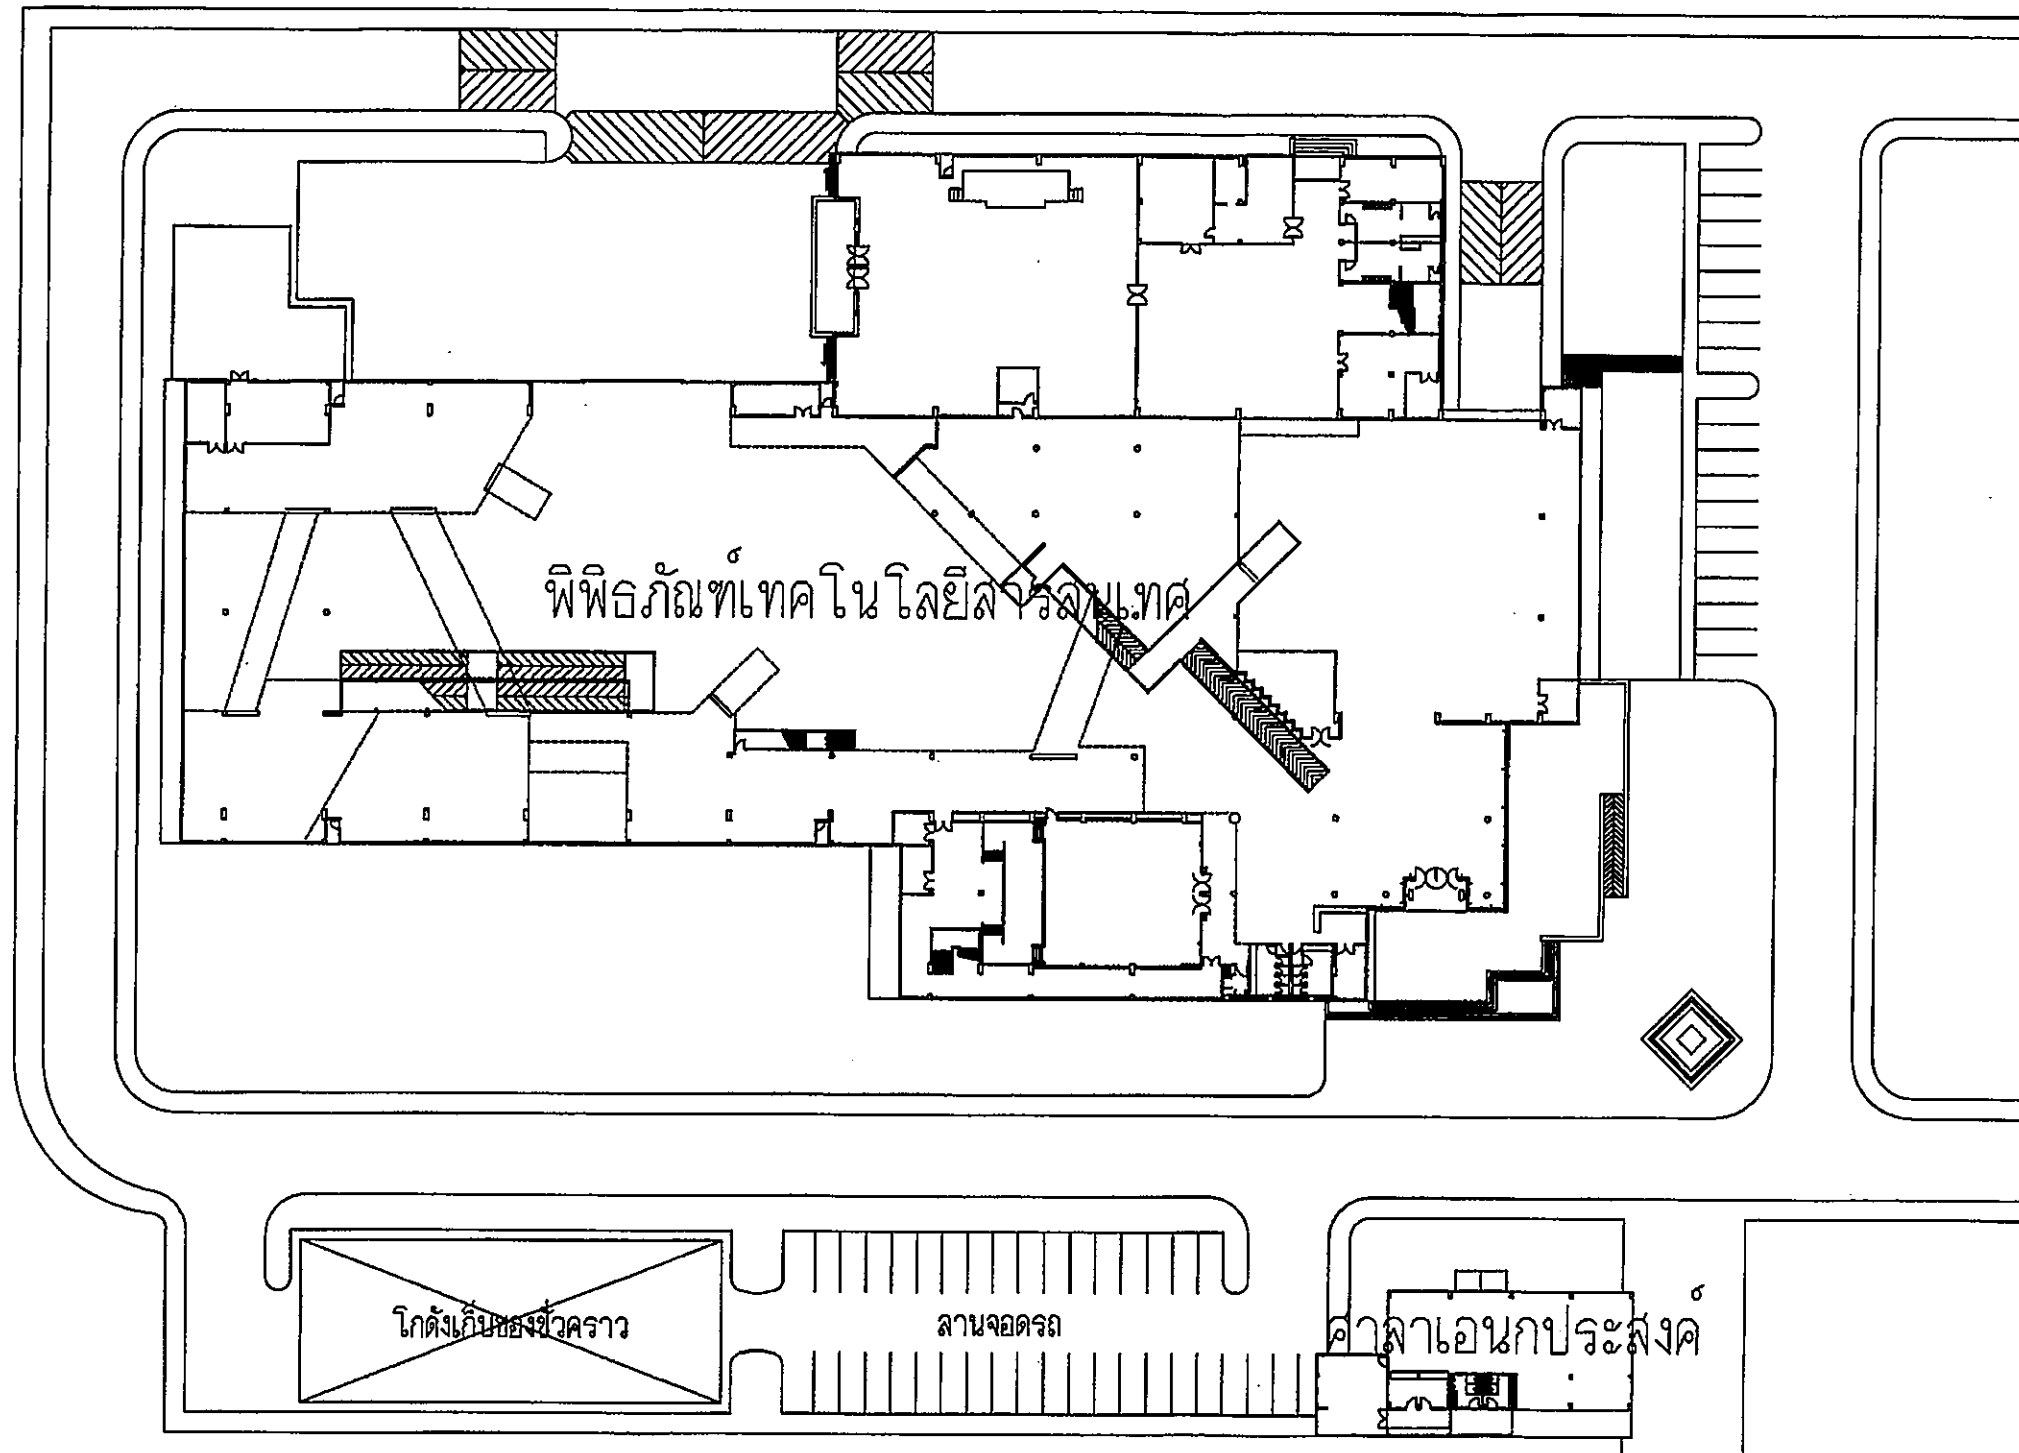 พิพิธภัณฑ์เทคโนโลยีสารสนเทศ
โกดังเก็บของชั่วคราว
ลานจอดรถ
ศาลาเอนกประสงค์